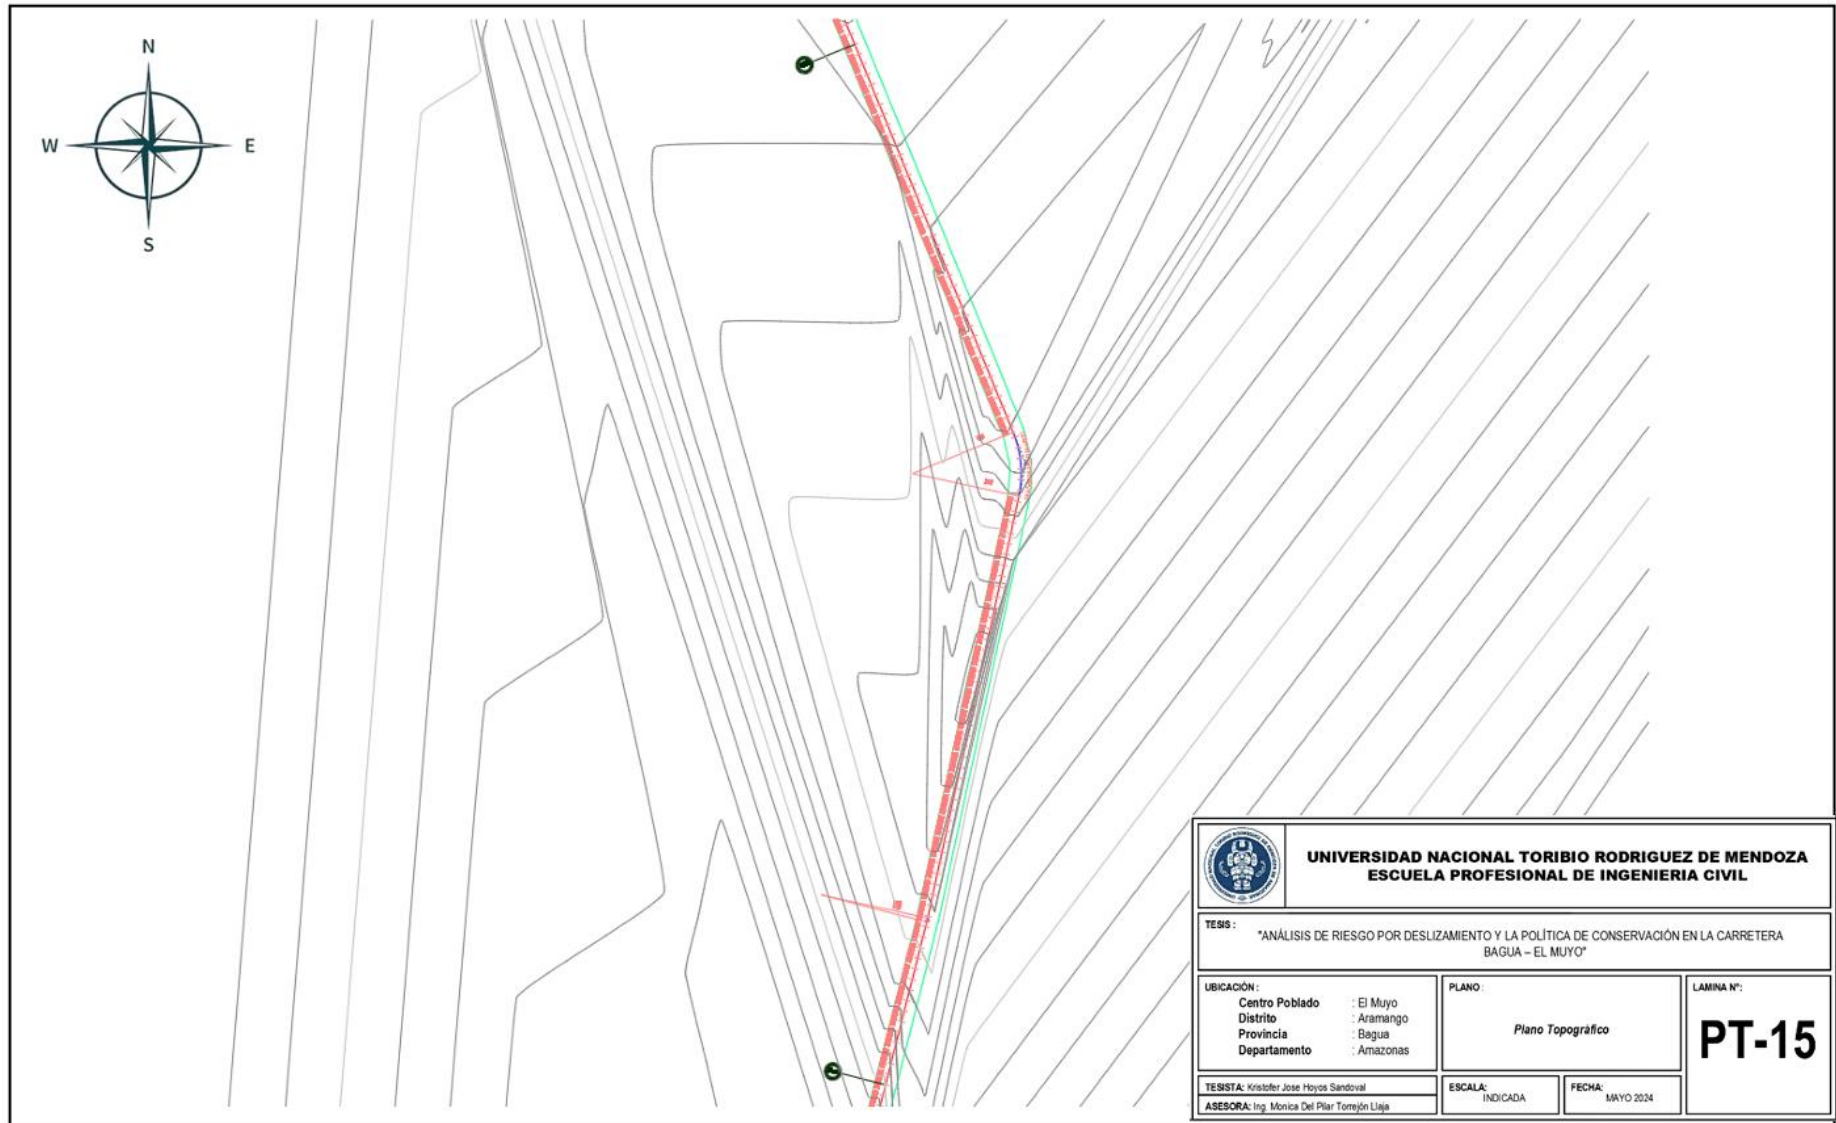 N
W
E
S
UNIVERSIDAD NACIONAL TORIBIO RODRIGUEZ DE MENDOZA
ESCUELA PROFESIONAL DE INGENIERIA CIVIL
TESIS :
"ANÁLISIS DE RIESGO POR DESLIZAMIENTO Y LA POLÍTICA DE CONSERVACIÓN EN LA CARRETERA
BAGUA – EL MUYO"
UBICACIÓN :
Centro Poblado : El Muyo
Distrito : Aramango
Provincia : Bagua
Departamento : Amazonas
PLANO :
Plano Topográfico
LAMINA N°:
PT-15
TESISTA: Kristofer Jose Hoyos Sandoval
ASESORA: Ing. Monica Del Pilar Torrejón Llaja
ESCALA:
INDICADA
FECHA:
MAYO 2024